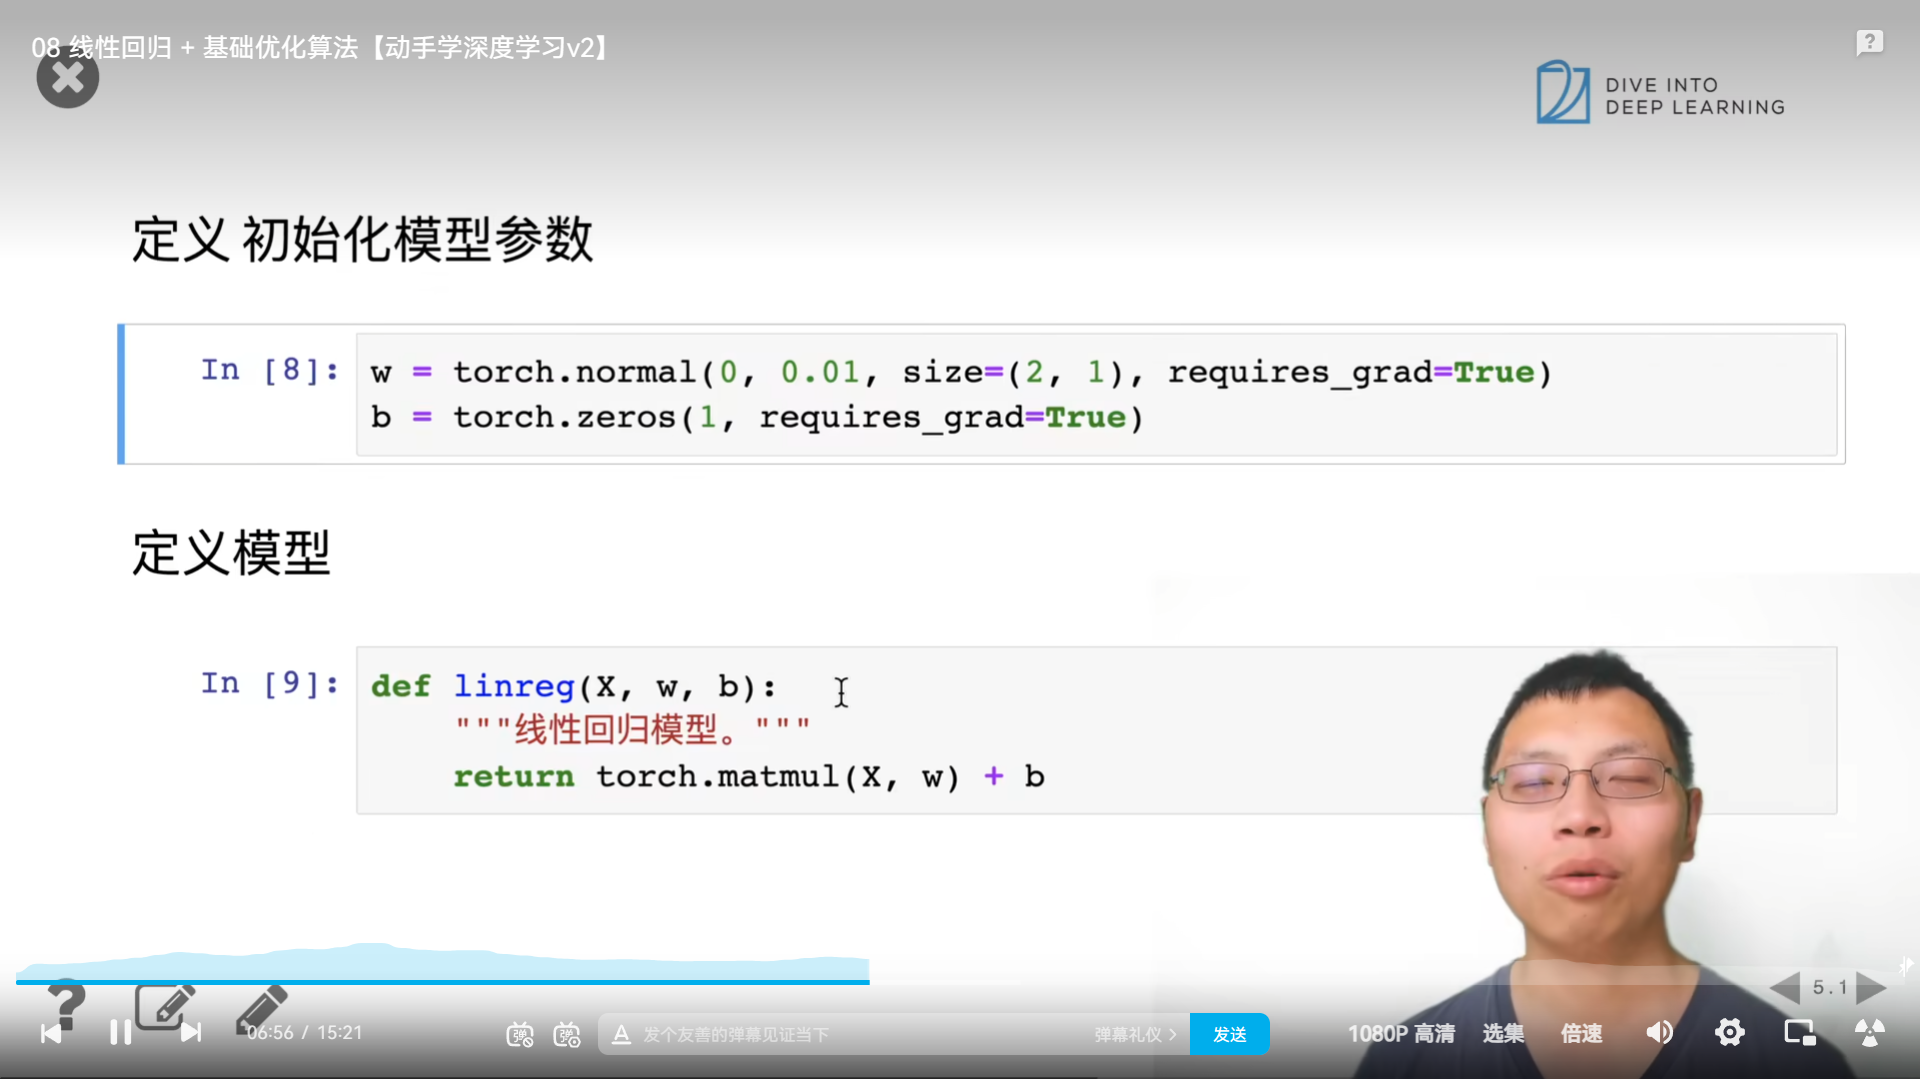 08 线性回归 + 基础优化算法【动手学深度学习v2】
DIVE INTO
DEEP LEARNING
定义 初始化模型参数
In [8]:
w = torch.normal(0, 0.01, size=(2, 1), requires_grad=True)
b = torch.zeros(1, requires_grad=True)
定义模型
In [9]:
def linreg(X, w, b):
"""线性回归模型。"""
return torch.matmul(X, w) + b
5.1
06:56 / 15:21
弹
弹
A
发个友善的弹幕见证当下
弹幕礼仪 >
发送
1080P 高清
选集
倍速